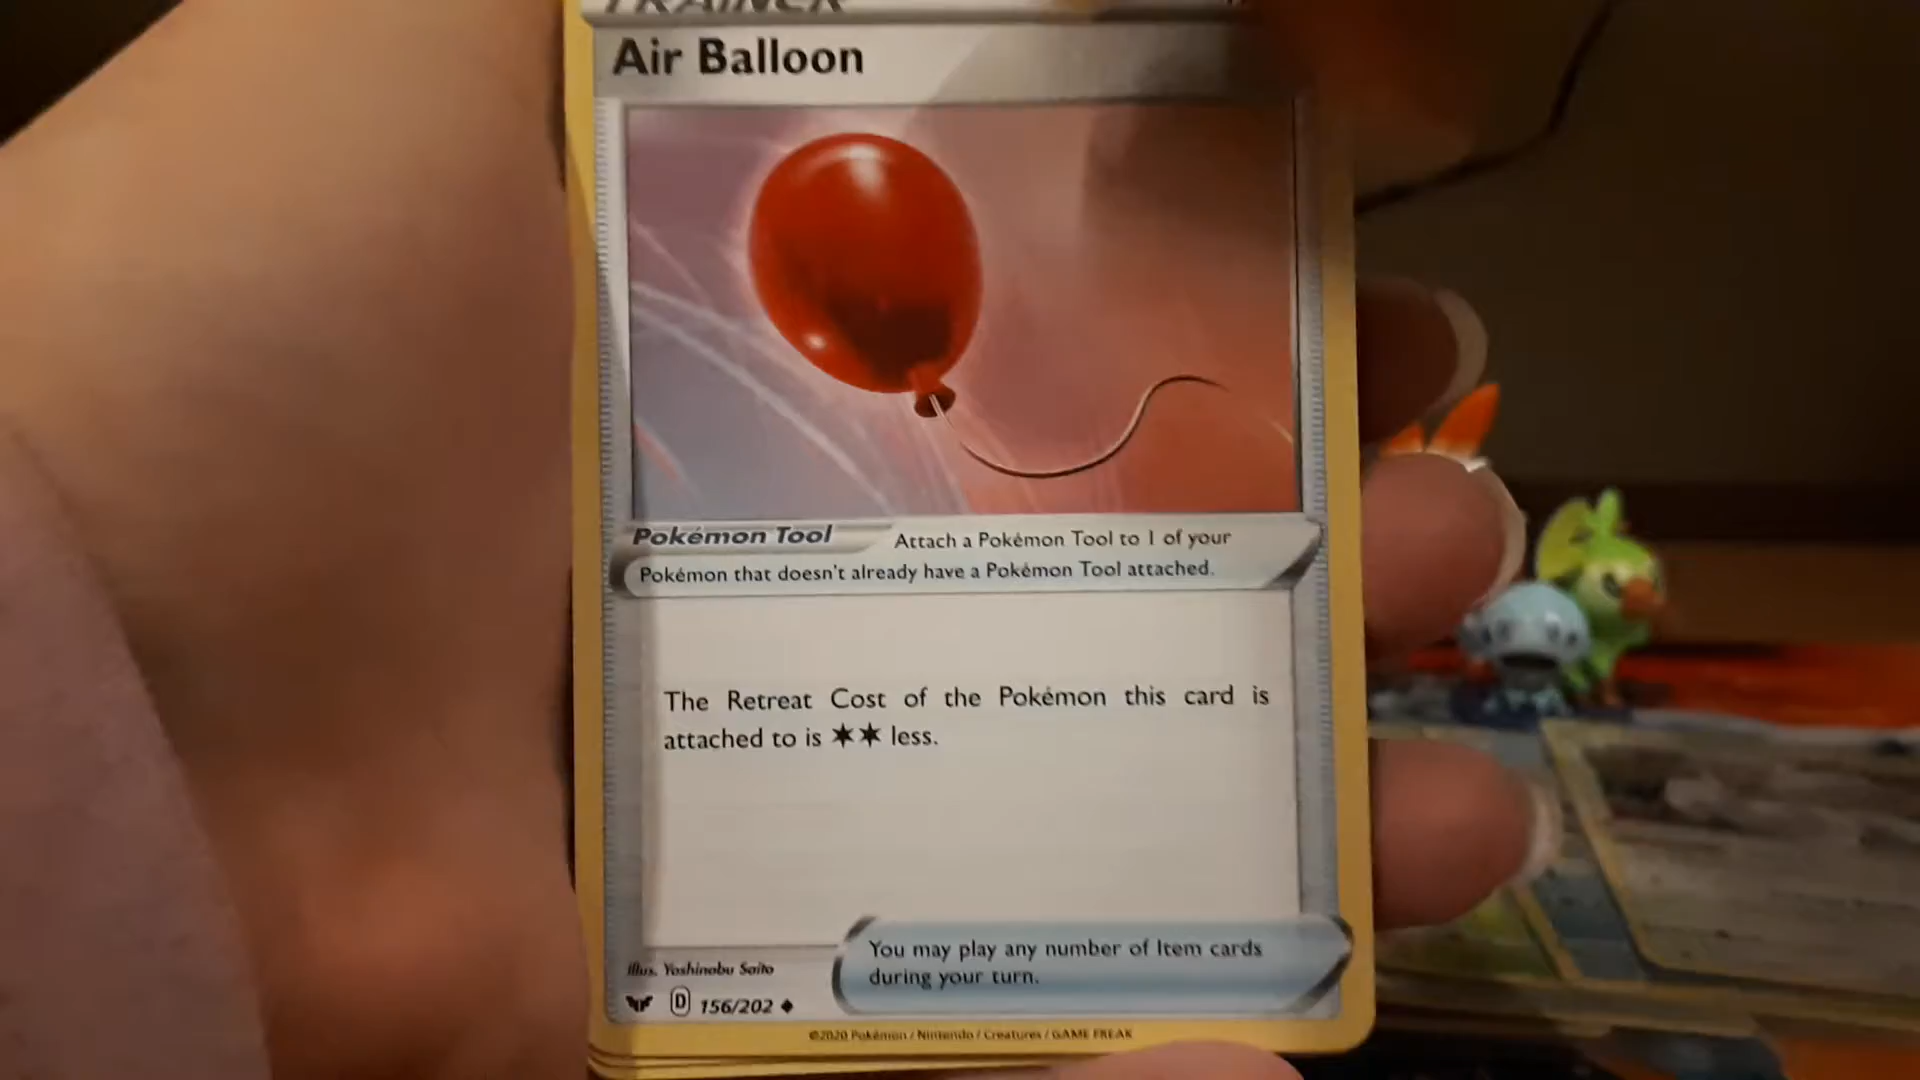 TRAINER
Air Balloon
Pokémon Tool
Attach a Pokémon Tool to 1 of your
Pokémon that doesn't already have a Pokémon Tool attached.
The Retreat Cost of the Pokémon this card is
attached to is ✶✶ less.
You may play any number of Item cards
during your turn.
Illus. Yoshinobu Saito
D 156/202 ◆
©2020 Pokémon / Nintendo / Creatures / GAME FREAK